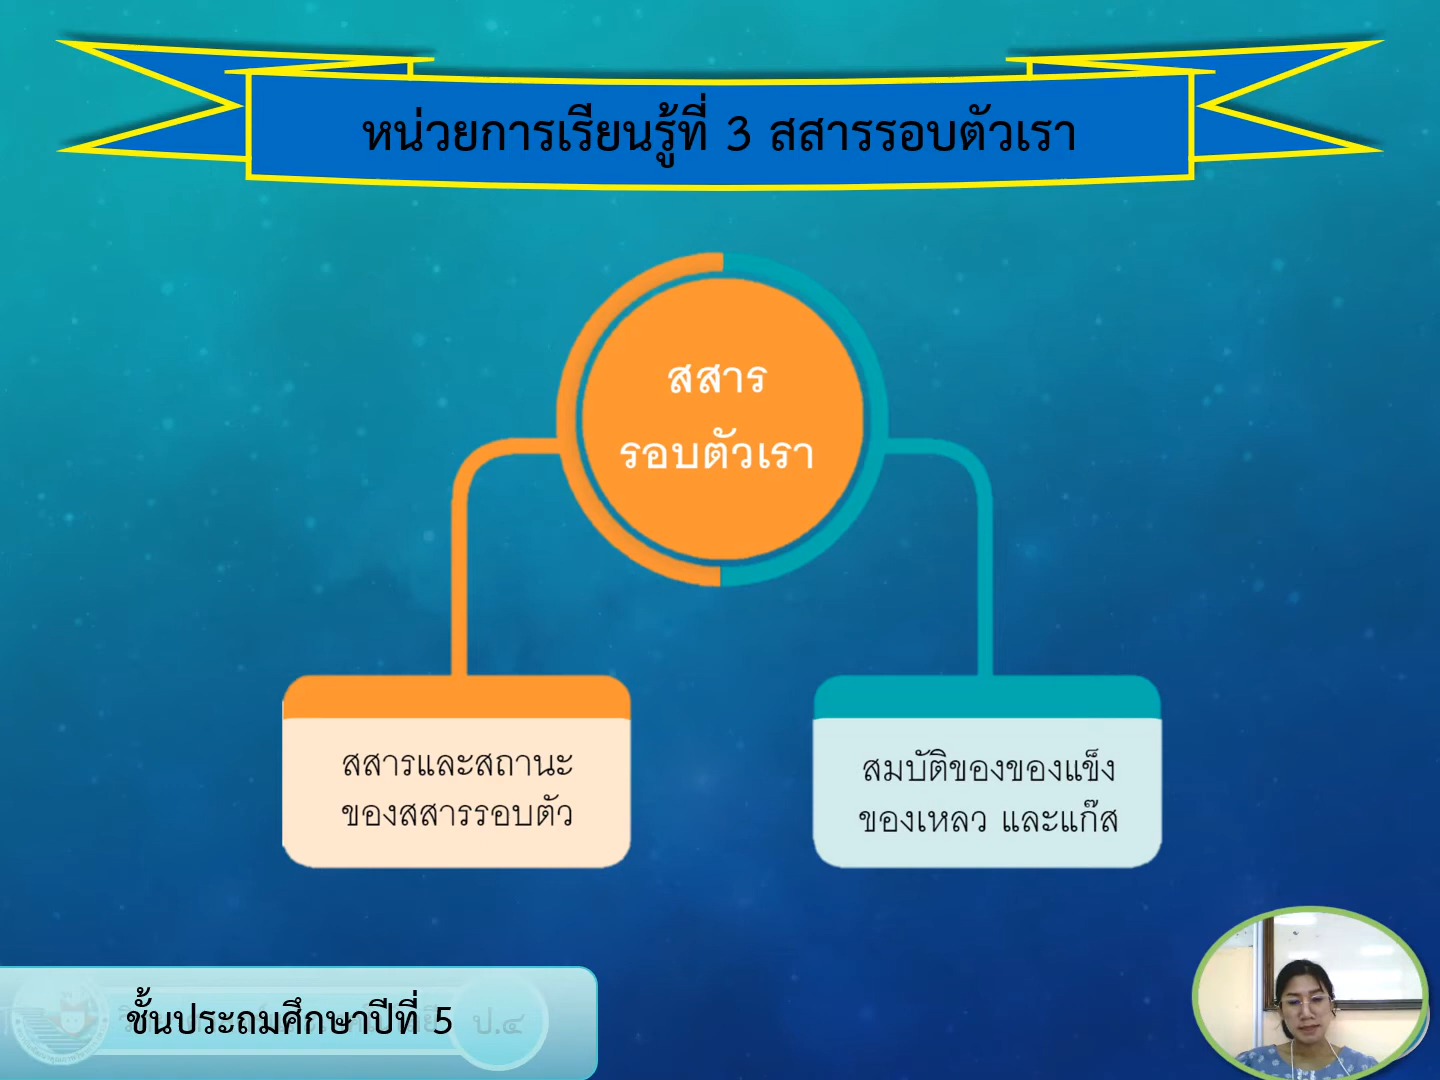 หน่วยการเรียนรู้ที่ 3 สสารรอบตัวเรา
สสาร
รอบตัวเรา
สสารและสถานะ
ของสสารรอบตัว
สมบัติของของแข็ง
ของเหลว และแก๊ส
ชั้นประถมศึกษาปีที่ 5
ป.๔